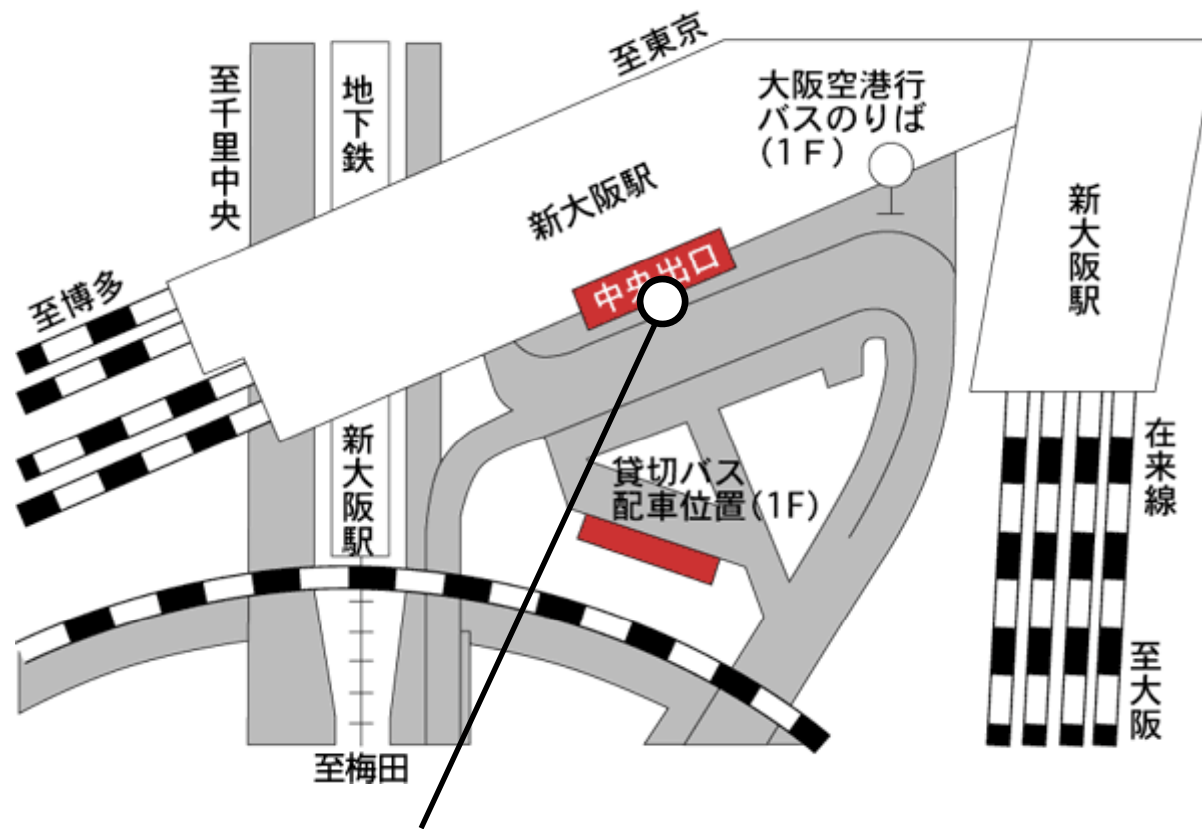 至東京
至千里中央
地下鉄
大阪空港行
バスのりば
(1F)
新大阪駅
新大阪駅
中央出口
至博多
新大阪駅
在来線
貸切バス
配車位置(1F)
至大阪
至梅田